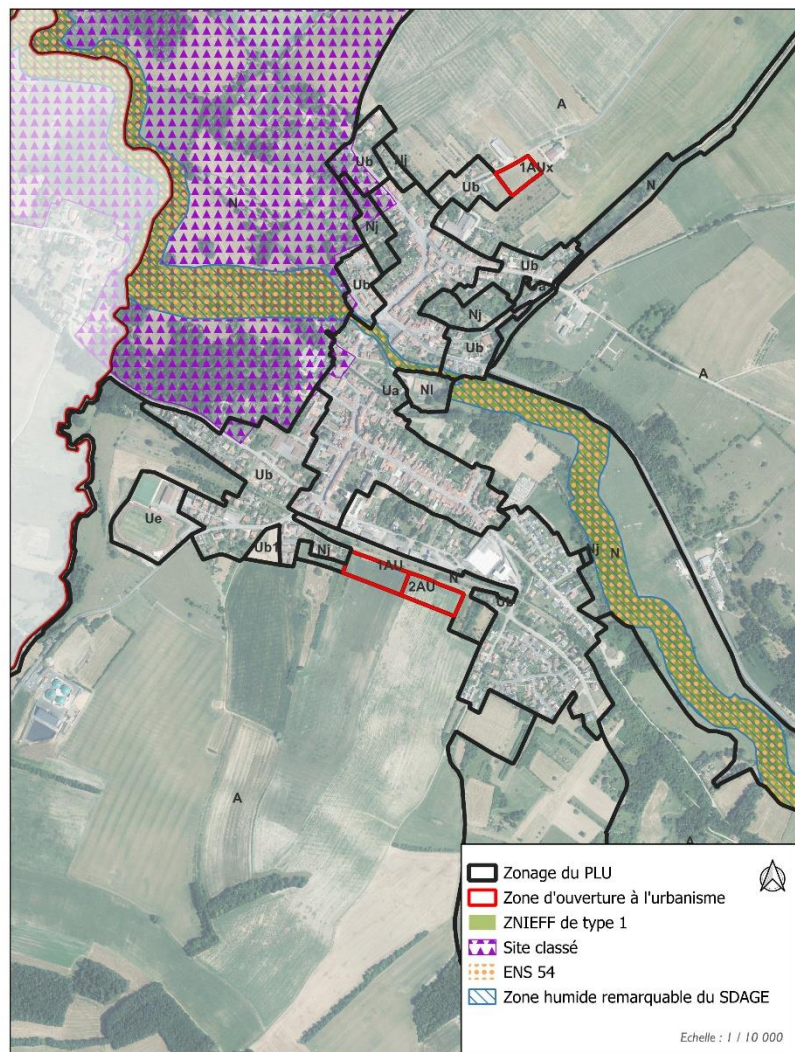 A
Ub
Nj
1AUx
Ub
N
N
Nj
Ub
Ub
Nj
Ub
A
Ua
Nl
Ub
Ue
N
Ub1
Nj
1AU
N
2AU
Ub
A
A
Zonage du PLU
Zone d'ouverture à l'urbanisme
ZNIEFF de type 1
Site classé
ENS 54
Zone humide remarquable du SDAGE
Echelle : 1 / 10 000